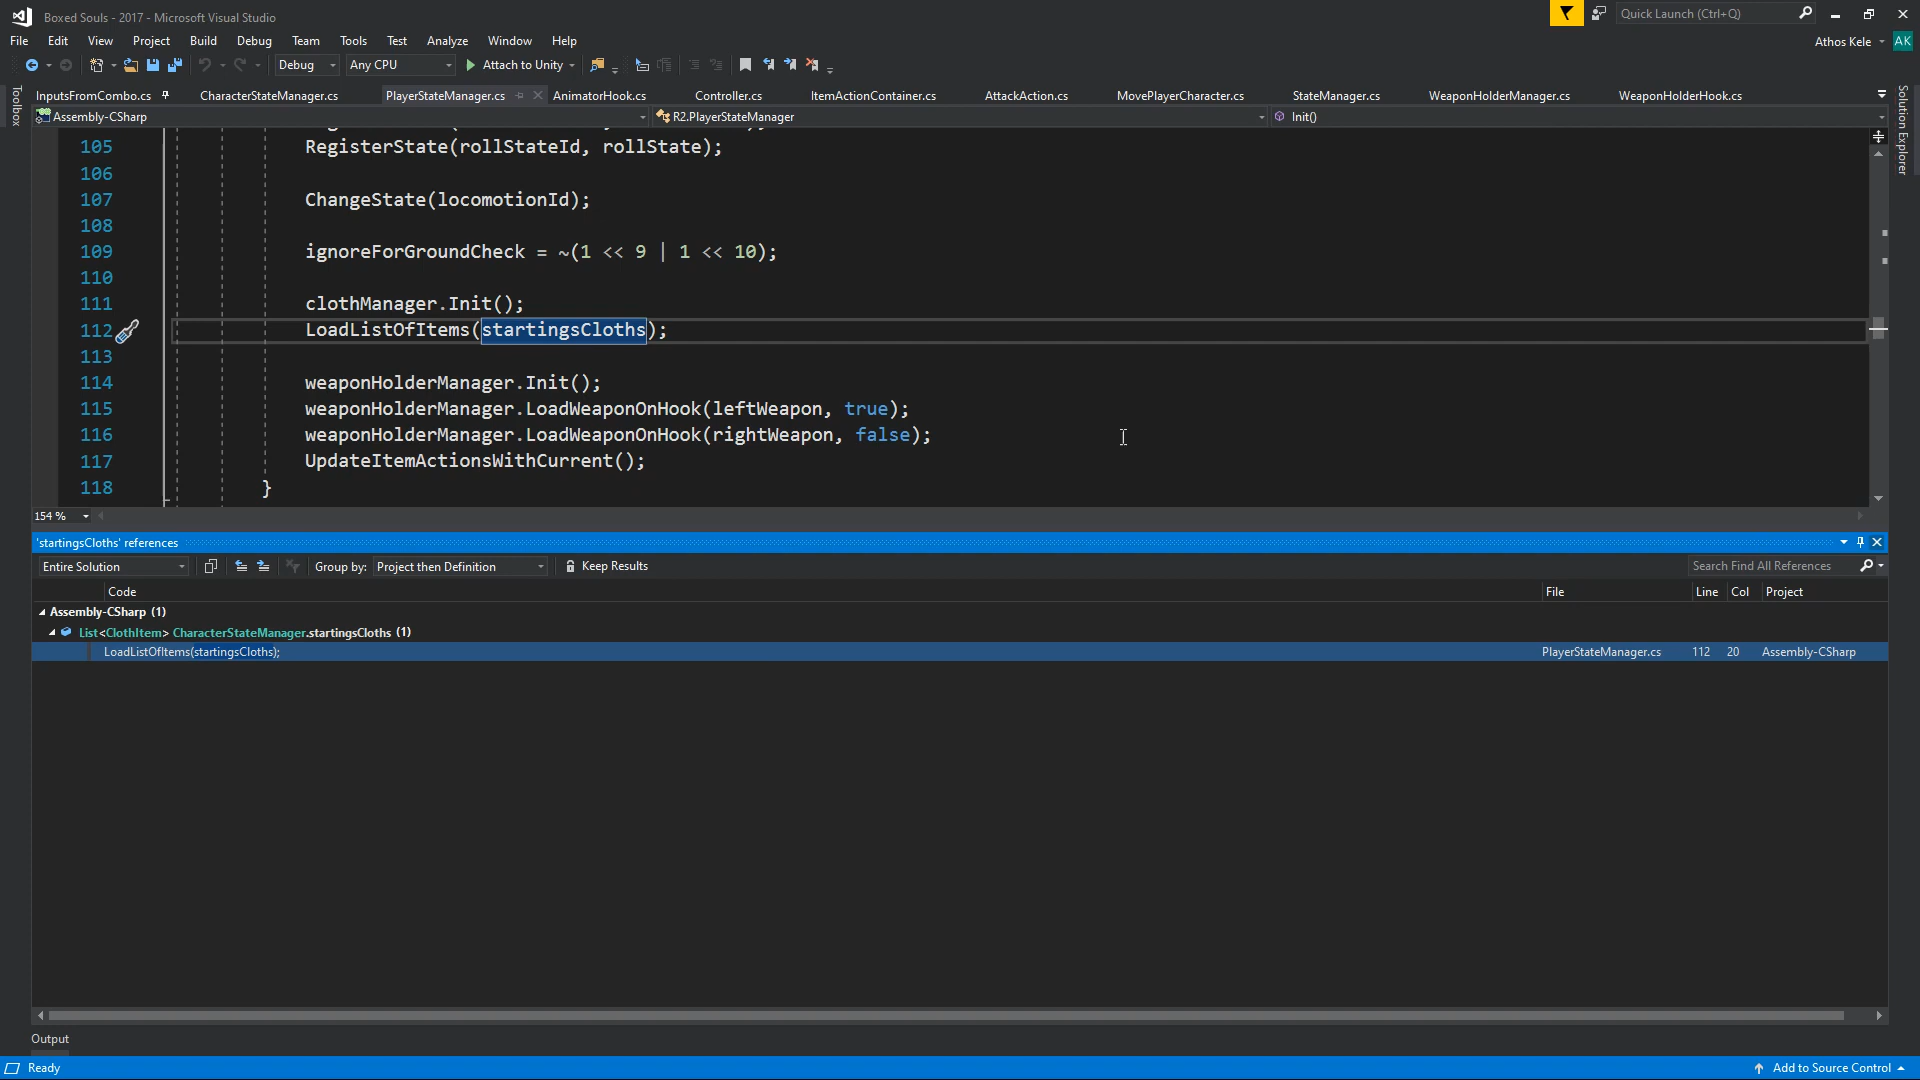 Boxed Souls - 2017 - Microsoft Visual Studio
Quick Launch (Ctrl+Q)
File Edit View Project Build Debug Team Tools Test Analyze Window Help
Athos Kele AK
Debug Any CPU Attach to Unity
InputsFromCombo.cs CharacterStateManager.cs PlayerStateManager.cs AnimatorHook.cs Controller.cs ItemActionContainer.cs AttackAction.cs MovePlayerCharacter.cs StateManager.cs WeaponHolderManager.cs WeaponHolderHook.cs
Toolbox
Solution Explorer
Assembly-CSharp R2.PlayerStateManager Init()
105 RegisterState(rollStateId, rollState);
106
107 ChangeState(locomotionId);
108
109 ignoreForGroundCheck = ~(1 << 9 | 1 << 10);
110
111 clothManager.Init();
112 LoadListOfItems(startingsCloths);
113
114 weaponHolderManager.Init();
115 weaponHolderManager.LoadWeaponOnHook(leftWeapon, true);
116 weaponHolderManager.LoadWeaponOnHook(rightWeapon, false);
117 UpdateItemActionsWithCurrent();
118 }
154 %
'startingsCloths' references
Entire Solution Group by: Project then Definition Keep Results Search Find All References
Code File Line Col Project
Assembly-CSharp (1)
List<ClothItem> CharacterStateManager.startingsCloths (1)
LoadListOfItems(startingsCloths); PlayerStateManager.cs 112 20 Assembly-CSharp
Output
Ready Add to Source Control